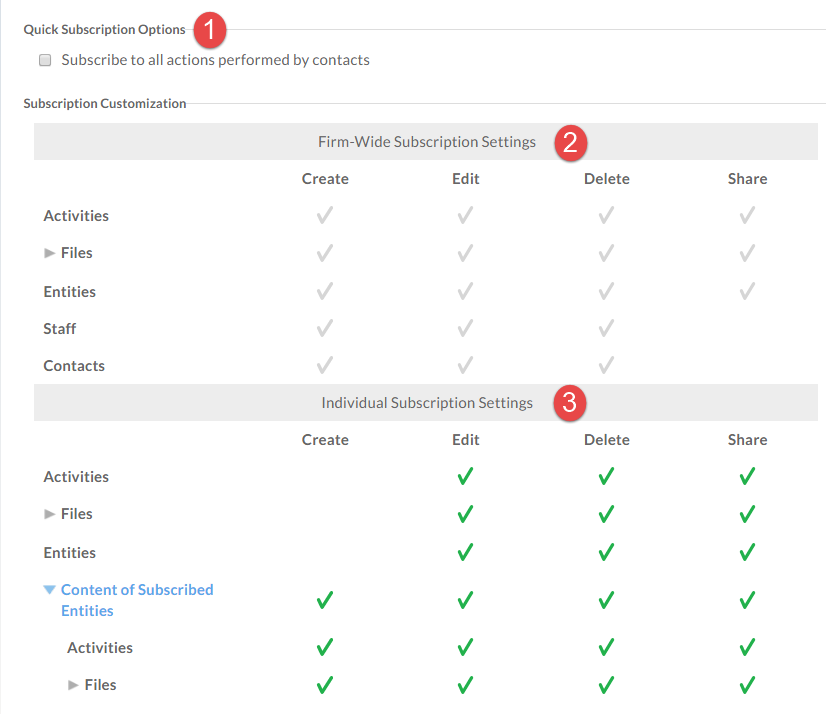 Quick Subscription Options 1
Subscribe to all actions performed by contacts
Subscription Customization
Firm-Wide Subscription Settings 2
Create Edit Delete Share
Activities
Files
Entities
Staff
Contacts
Individual Subscription Settings 3
Create Edit Delete Share
Activities
Files
Entities
Content of Subscribed
Entities
Activities
Files